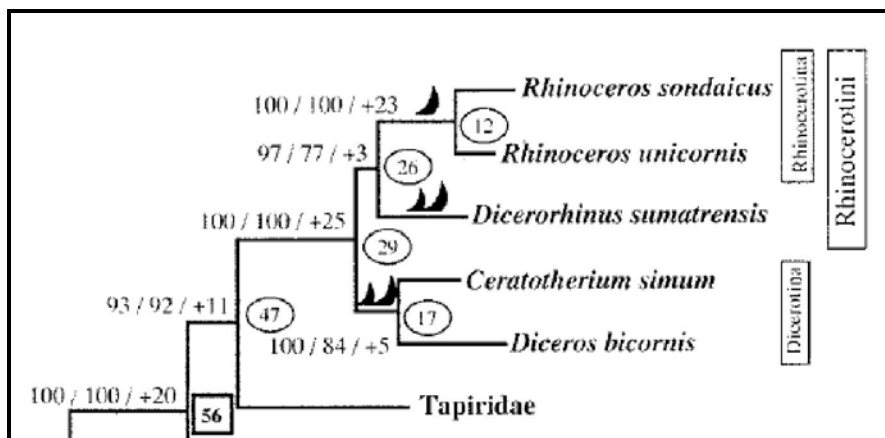 Rhinoceros sondaicus
100 / 100 / +23
12
Rhinoceros unicornis
97 / 77 / +3
26
Dicerorhinus sumatrensis
100 / 100 / +25
29
Ceratotherium simum
93 / 92 / +11
47
17
Diceros bicornis
100 / 84 / +5
100 / 100 / +20
56
Tapiridae
Rhinocerotina
Rhinocerotini
Dicerotina